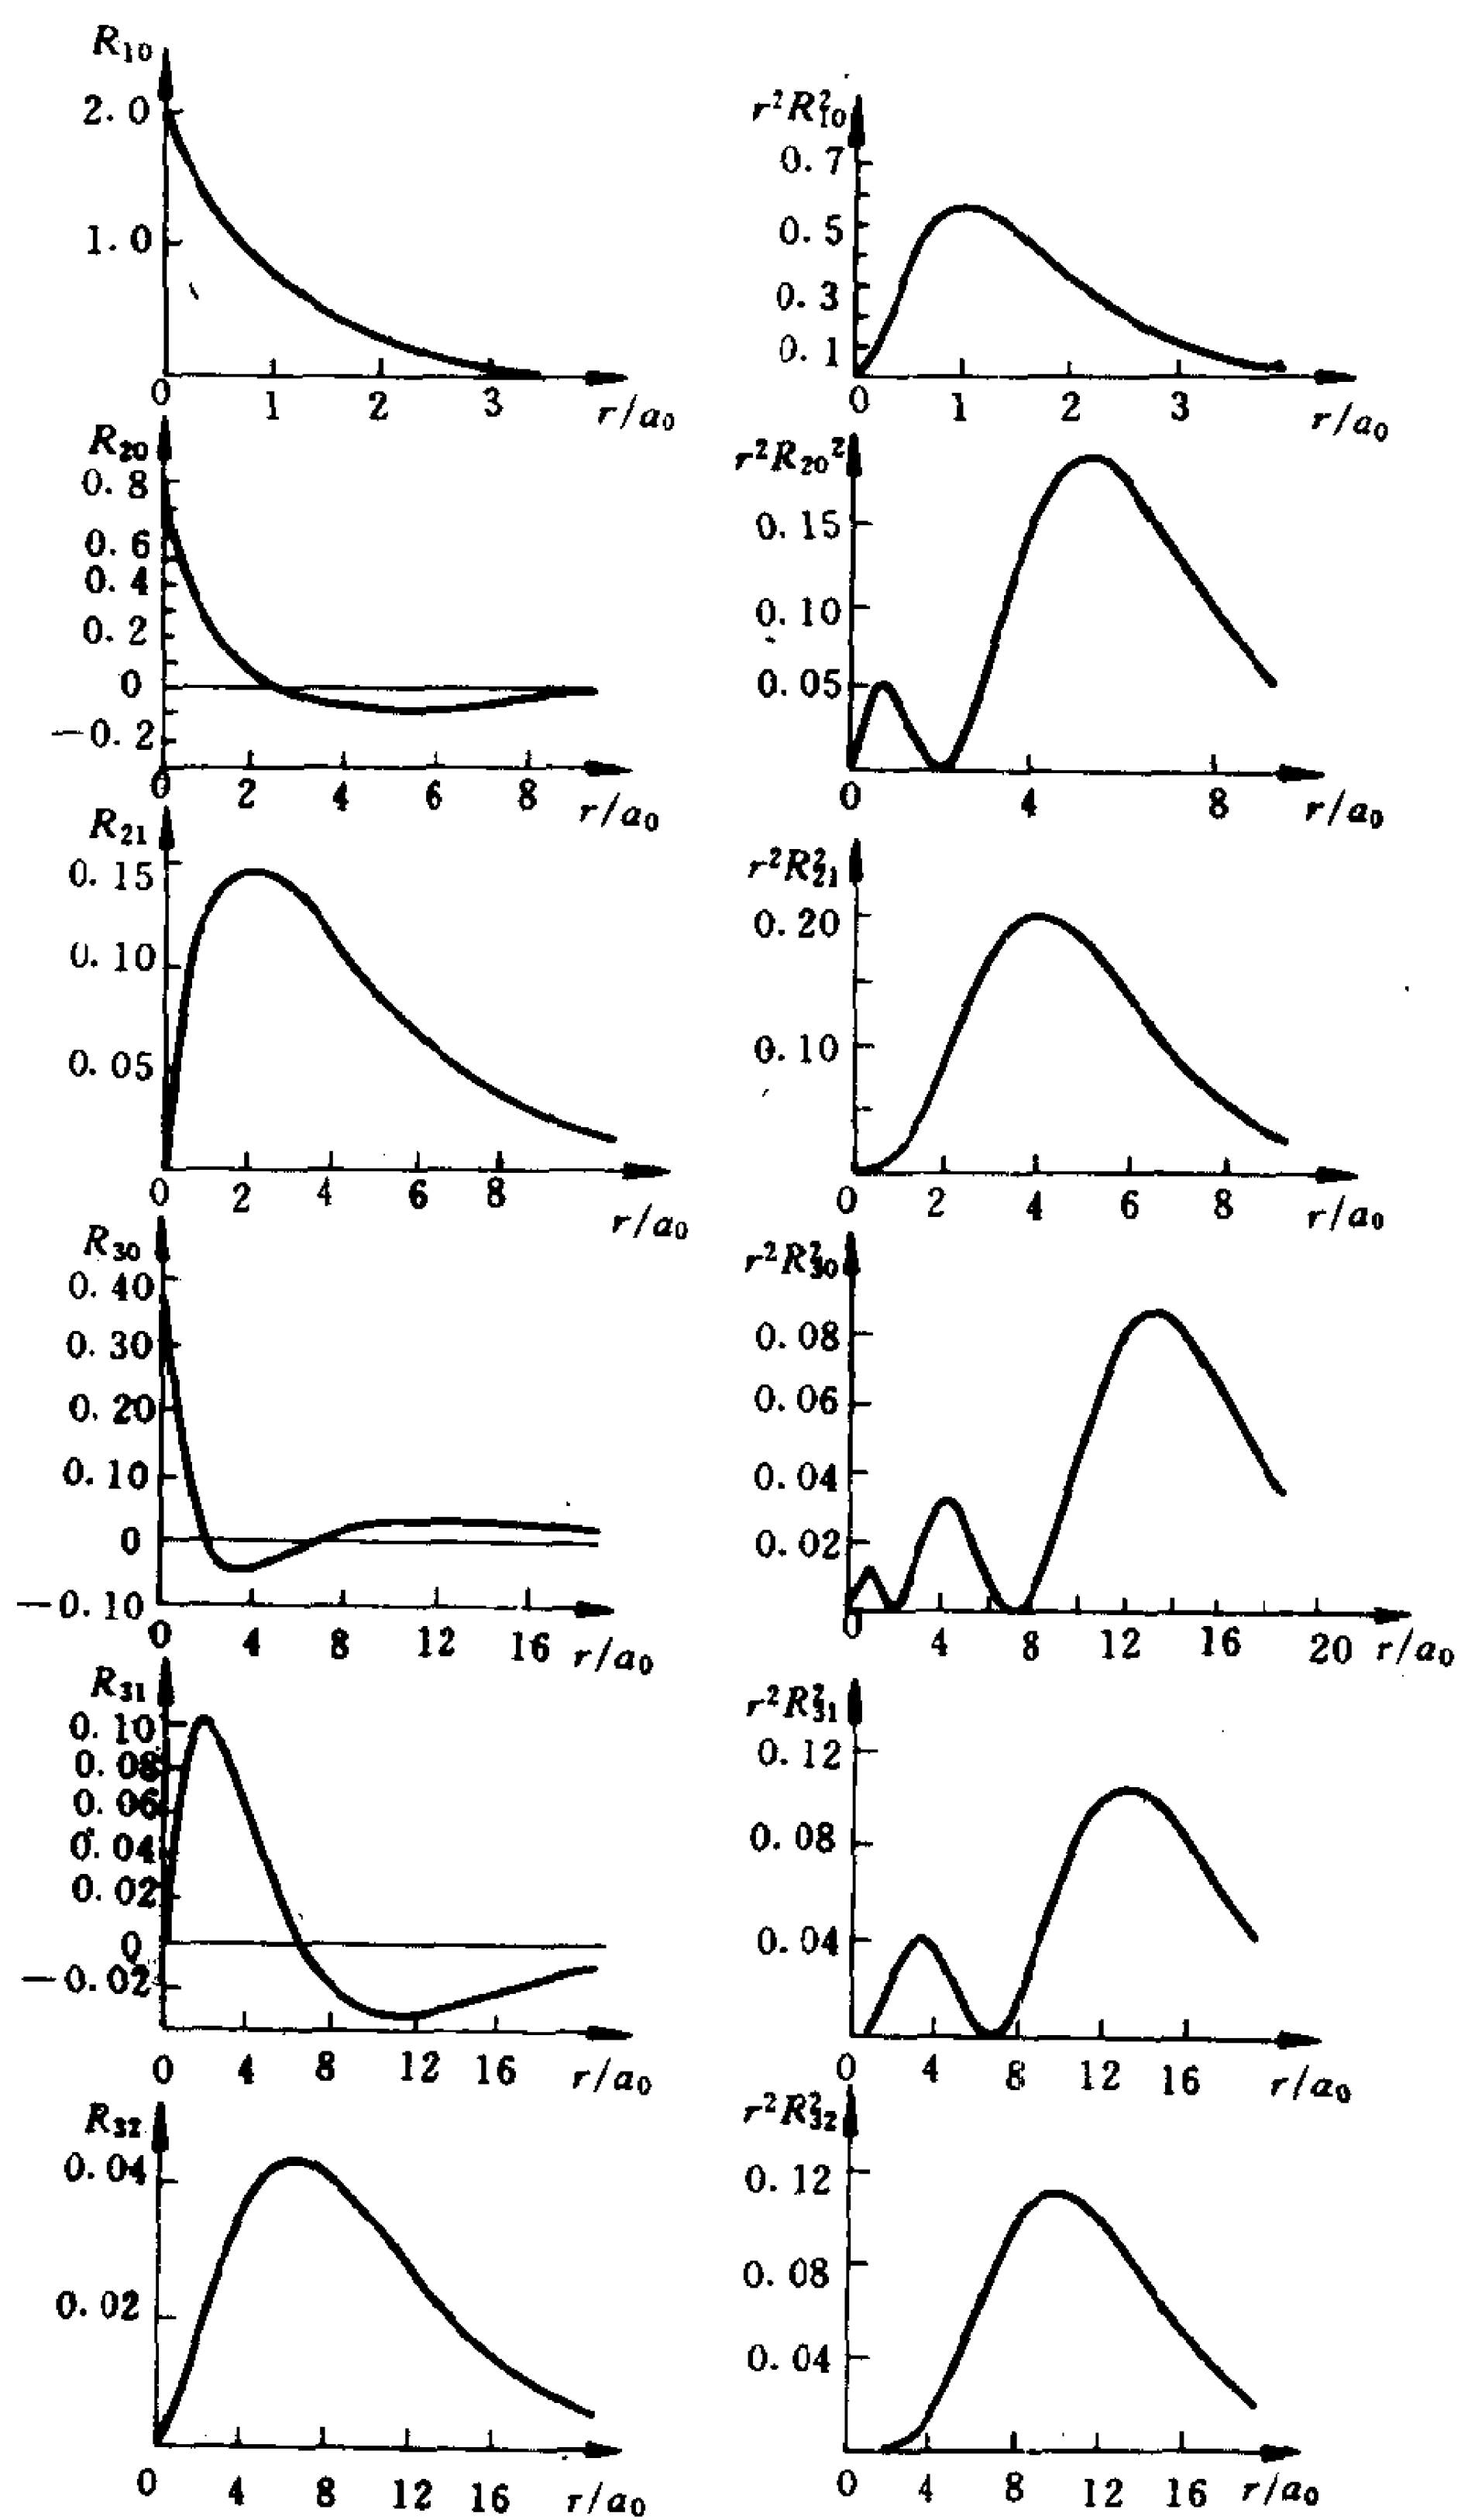 R₁₀
2.0
1.0
0 1 2 3 r/a₀
r²R²₁₀
0.7
0.5
0.3
0.1
0 1 2 3 r/a₀
R₂₀
0.8
0.6
0.4
0.2
0
−0.2
0 2 4 6 8 r/a₀
r²R₂₀²
0.15
0.10
0.05
0 4 8 r/a₀
R₂₁
0.15
0.10
0.05
0 2 4 6 8 r/a₀
r²R²₂₁
0.20
0.10
0 2 4 6 8 r/a₀
R₃₀
0.40
0.30
0.20
0.10
0
−0.10
0 4 8 12 16 r/a₀
r²R²₃₀
0.08
0.06
0.04
0.02
0 4 8 12 16 20 r/a₀
R₃₁
0.10
0.08
0.06
0.04
0.02
0
−0.02
0 4 8 12 16 r/a₀
r²R²₃₁
0.12
0.08
0.04
0 4 8 12 16 r/a₀
R₃₂
0.04
0.02
0 4 8 12 16 r/a₀
r²R²₃₂
0.12
0.08
0.04
0 4 8 12 16 r/a₀